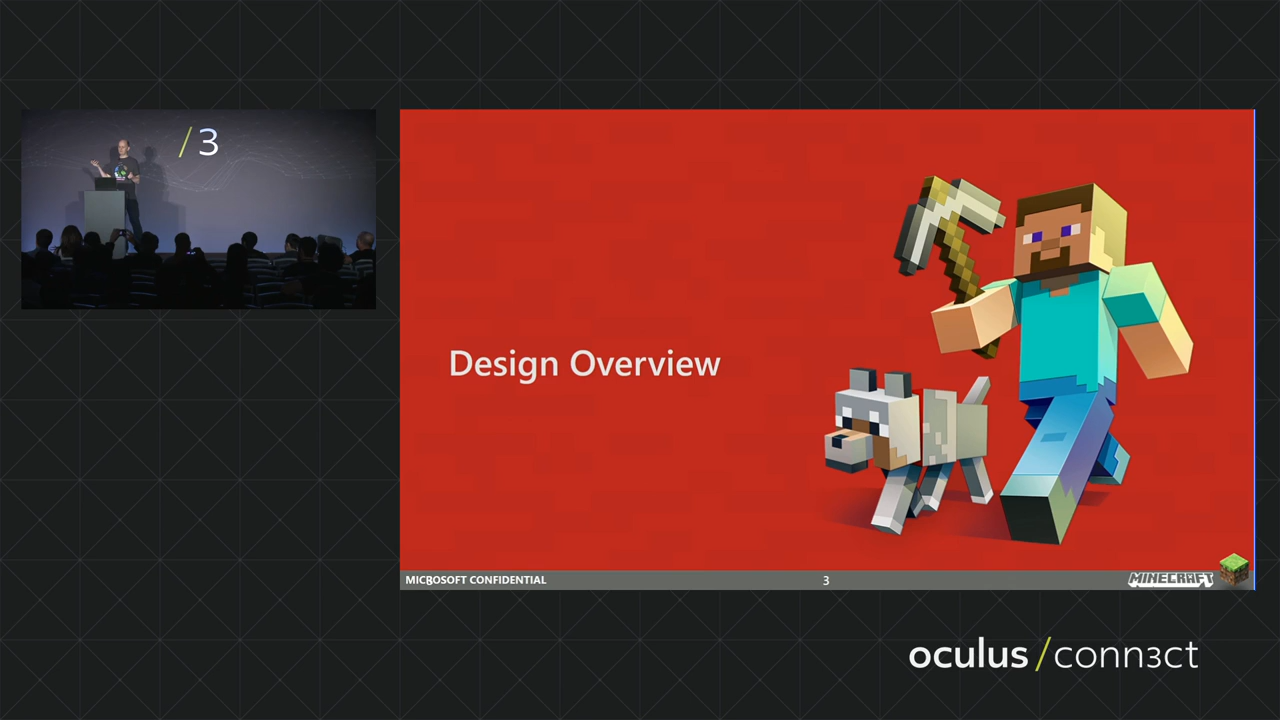 /3
Design Overview
MICROSOFT CONFIDENTIAL
3
MINECRAFT
oculus/conn3ct